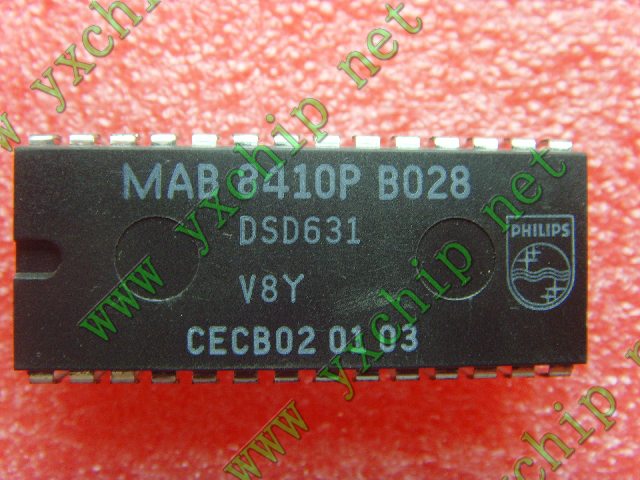 MAB 8410P B028
DSD631
V8Y
CECB02 01 03
PHILIPS
www yxchip net
www yxchip net
www yxchip net